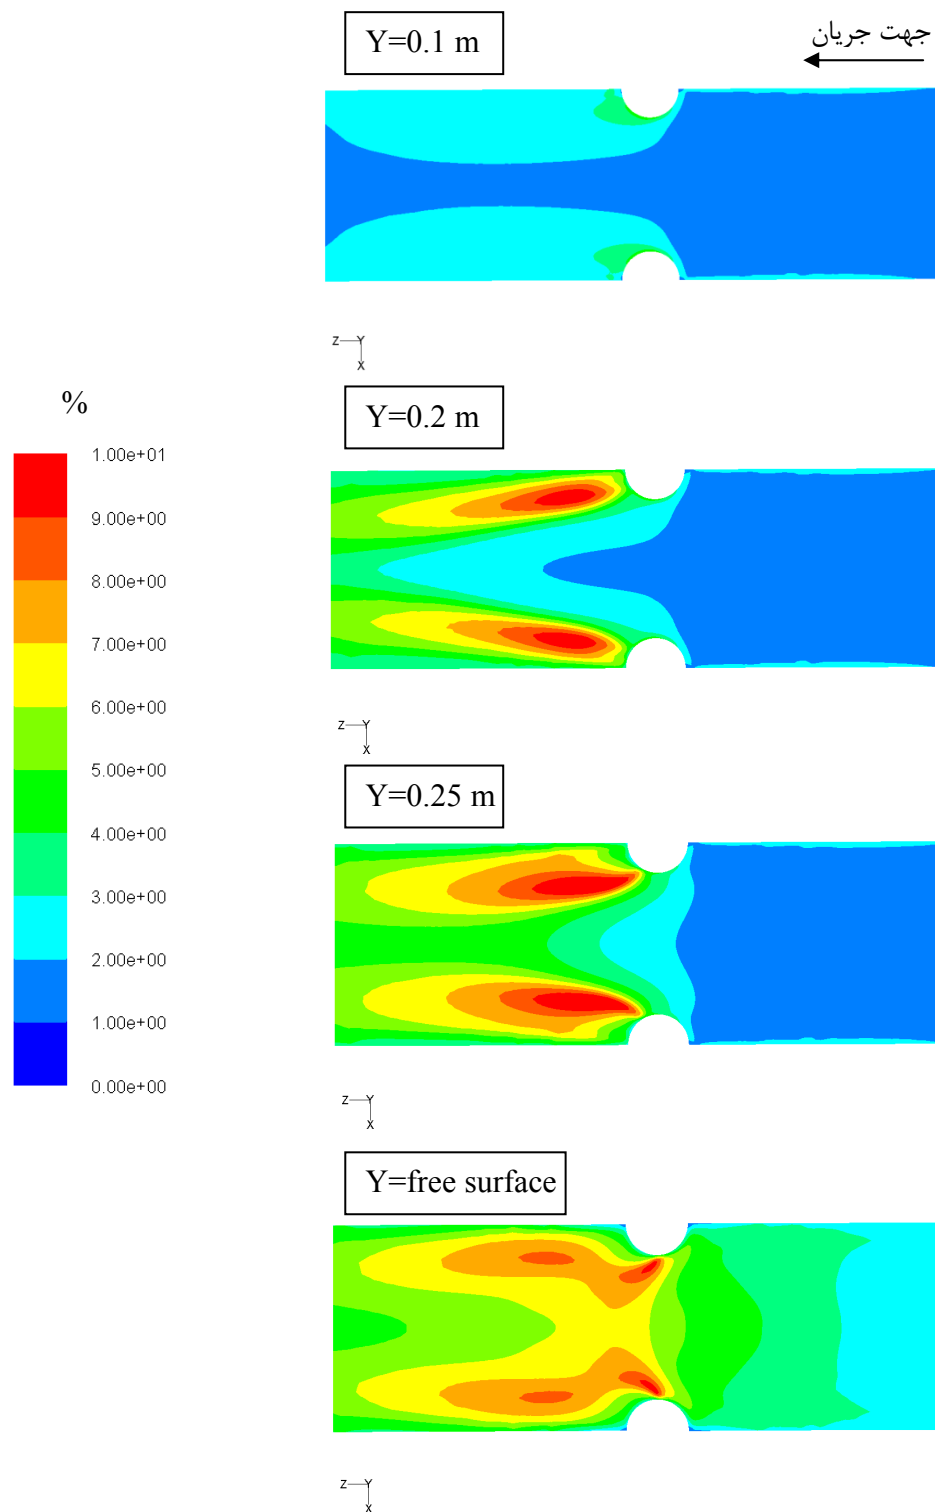 Y=0.1 m
جهت جریان
Z Y
X
Y=0.2 m
%
1.00e+01
9.00e+00
8.00e+00
7.00e+00
6.00e+00
5.00e+00
4.00e+00
3.00e+00
2.00e+00
1.00e+00
0.00e+00
Z Y
X
Y=0.25 m
Z Y
X
Y=free surface
Z Y
X